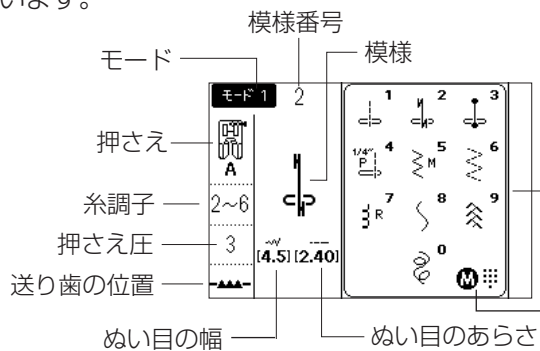 います。
模様番号
モード
模様
モード 1
2
押さえ
A
糸調子
2～6
押さえ圧
3
送り歯の位置
[4.5] [2.40]
ぬい目の幅
ぬい目のあらさ
1
2
3
1/4"
P
4
5
M
6
7
R
8
9
0
M